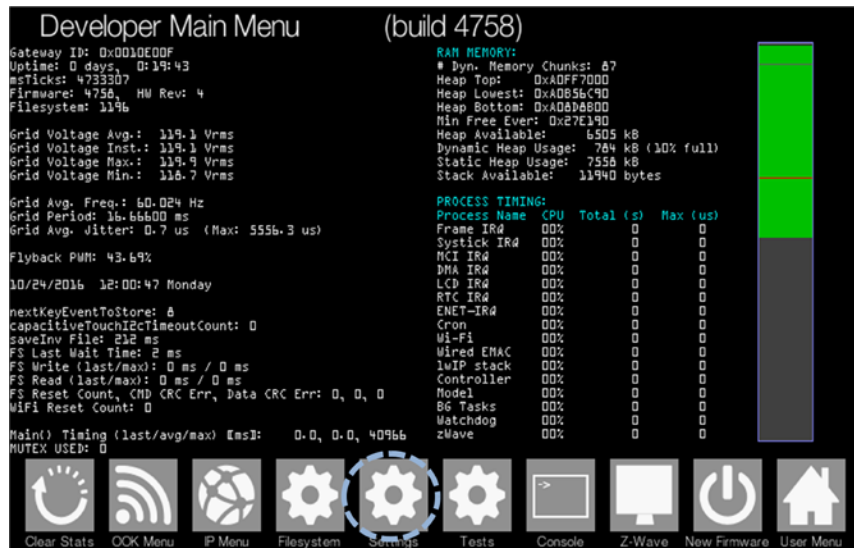 Developer Main Menu (build 4758)
Gateway ID: 0x0010E00F
Uptime: 0 days, 0:19:43
msTicks: 4733307
Firmware: 4758, HW Rev: 4
Filesystem: 1196
Grid Voltage Avg.: 119.1 Vrms
Grid Voltage Inst.: 119.1 Vrms
Grid Voltage Max.: 119.9 Vrms
Grid Voltage Min.: 118.7 Vrms
Grid Avg. Freq.: 60.024 Hz
Grid Period: 16.66600 ms
Grid Avg. Jitter: 0.7 us (Max: 5556.3 us)
Flyback PWM: 43.69%
10/24/2016 12:00:47 Monday
nextKeyEventToStore: 8
capacitiveTouchI2cTimeoutCount: 0
saveInv File: 212 ms
FS Last Wait Time: 2 ms
FS Write (last/max): 0 ms / 0 ms
FS Read (last/max): 0 ms / 0 ms
FS Reset Count, CMD CRC Err, Data CRC Err: 0, 0, 0
WiFi Reset Count: 0
Main() Timing (last/avg/max) [ms]: 0.0, 0.0, 40966
MUTEX USED: 0
RAM MEMORY:
# Dyn. Memory Chunks: 87
Heap Top: 0xA0FF7000
Heap Lowest: 0xA0B56C90
Heap Bottom: 0xA08D8B00
Min Free Ever: 0x27E190
Heap Available: 6505 kB
Dynamic Heap Usage: 784 kB (10% full)
Static Heap Usage: 7558 kB
Stack Available: 11940 bytes
PROCESS TIMING:
Process Name CPU Total (s) Max (us)
Frame IRQ 00% 0 0
Systick IRQ 00% 0 0
MCI IRQ 00% 0 0
DMA IRQ 00% 0 0
LCD IRQ 00% 0 0
RTC IRQ 00% 0 0
ENET-IRQ 00% 0 0
Cron 00% 0 0
Wi-Fi 00% 0 0
Wired EMAC 00% 0 0
lwIP stack 00% 0 0
Controller 00% 0 0
Model 00% 0 0
BG Tasks 00% 0 0
Watchdog 00% 0 0
zWave 00% 0 0
->
Clear Stats OOK Menu IP Menu Filesystem Settings Tests Console Z-Wave New Firmware User Menu